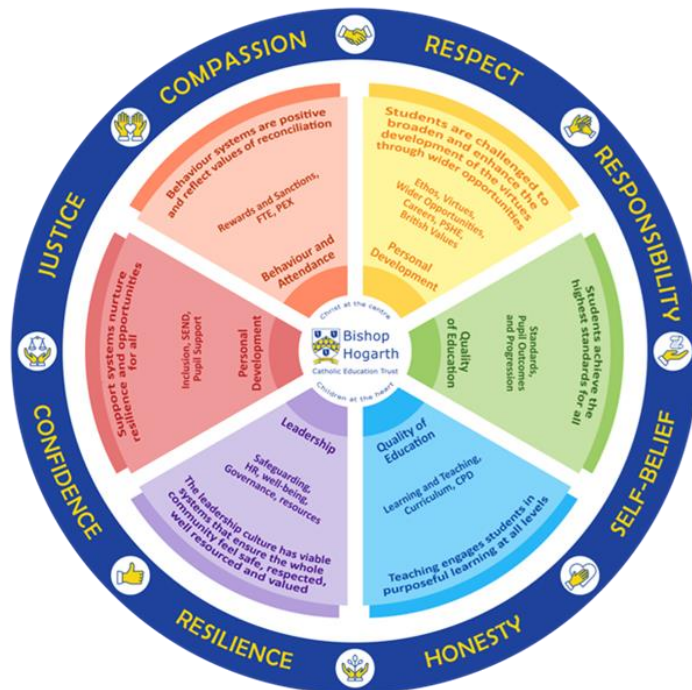 COMPASSION
RESPECT
RESPONSIBILITY
SELF-BELIEF
HONESTY
RESILIENCE
CONFIDENCE
JUSTICE
Behaviour systems are positive
and reflect values of reconciliation
Rewards and Sanctions,
FTE, PEX
Behaviour and
Attendance
Students are challenged to
broaden and enhance the
development of the virtues
through wider opportunities
Ethos, Virtues,
Wider Opportunities,
Careers, PSHE,
British Values
Personal
Development
Students achieve the
highest standards for all
Standards,
Pupil Outcomes
and Progression
Quality
of Education
Quality of
Education
Learning and Teaching,
Curriculum, CPD
Teaching engages students in
purposeful learning at all levels
Leadership
Safeguarding,
HR, well-being,
Governance, resources
The leadership culture has viable
systems that ensure the whole
community feel safe, respected,
well resourced and valued
Support systems nurture
resilience and opportunities
for all
Inclusion, SEND,
Pupil Support
Personal
Development
Christ at the centre
Bishop
Hogarth
Catholic Education Trust
Children at the heart